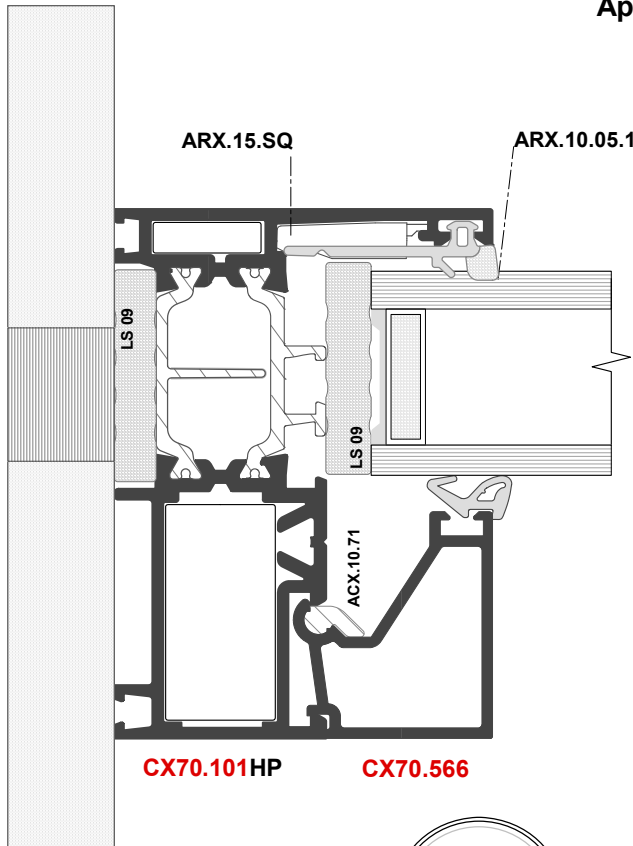 Ap
ARX.15.SQ
ARX.10.05.1
LS 09
LS 09
ACX.10.71
CX70.101HP
CX70.566